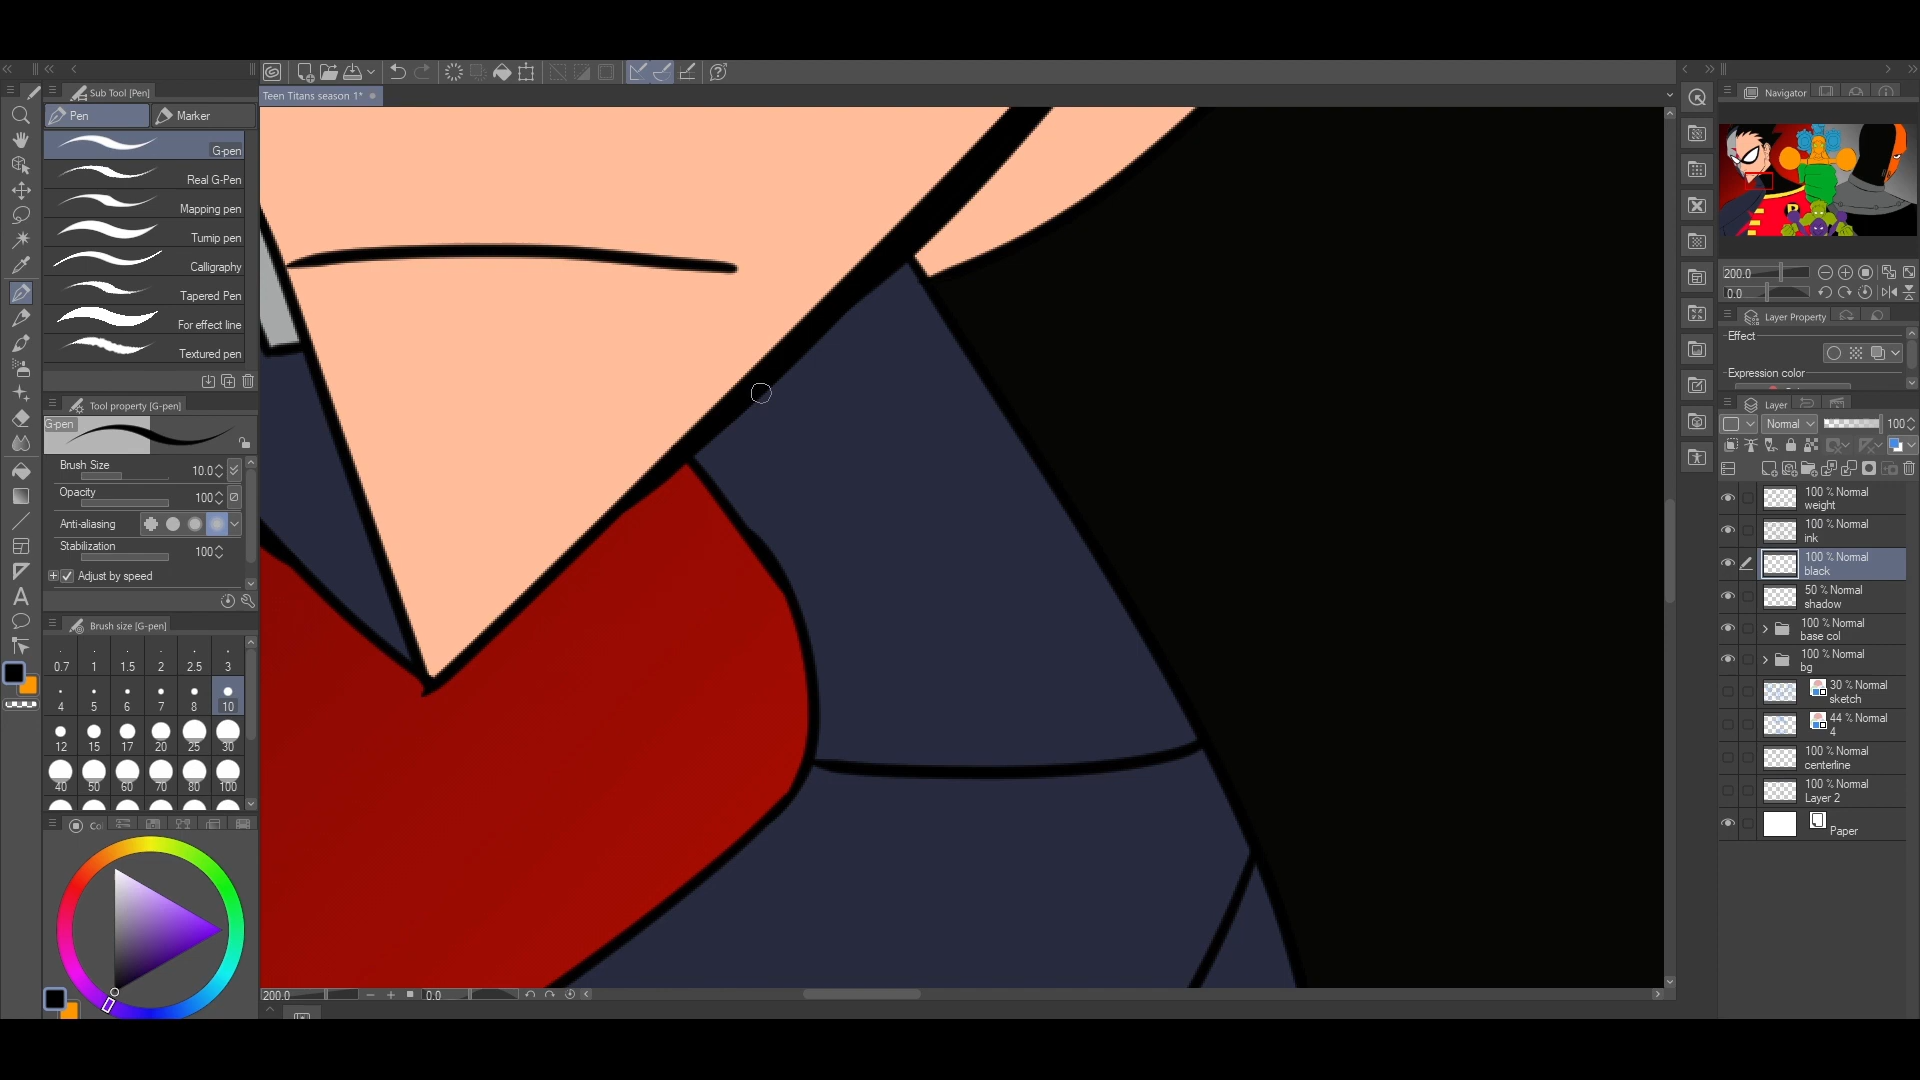 Sub Tool [Pen]
Pen
Marker
G-pen
Real G-Pen
Mapping pen
Turnip pen
Calligraphy
Tapered Pen
For effect line
Textured pen
Tool property [G-pen]
G-pen
Brush Size 10.0
Opacity 100
Anti-aliasing
Stabilization 100
Adjust by speed
Brush size [G-pen]
0.7 1 1.5 2 2.5 3
4 5 6 7 8 10
12 15 17 20 25 30
40 50 60 70 80 100
Co
Teen Titans season 1*
200.0 0.0
Navigator
200.0
0.0
Layer Property
Effect
Expression color
Layer
Normal 100
100 % Normal
weight
100 % Normal
ink
100 % Normal
black
50 % Normal
shadow
100 % Normal
base col
100 % Normal
bg
30 % Normal
sketch
44 % Normal
4
100 % Normal
centerline
100 % Normal
Layer 2
Paper